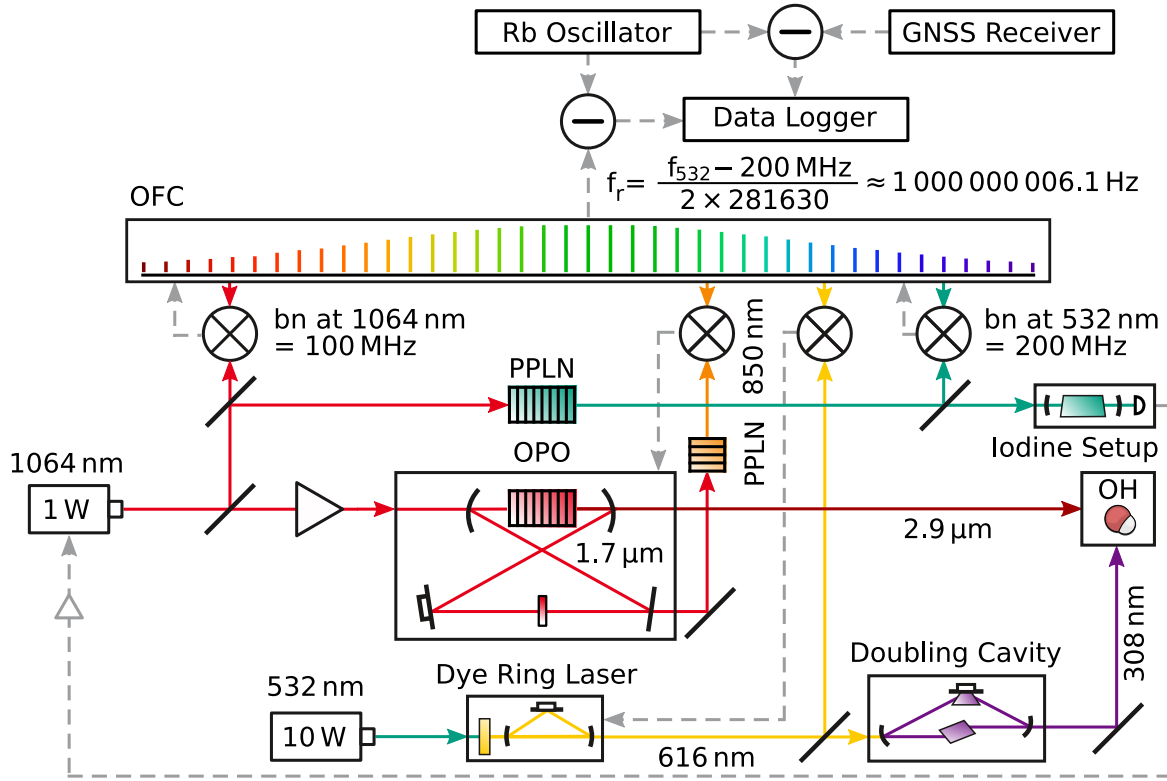 Rb Oscillator
GNSS Receiver
Data Logger
OFC
f_r = (f_532 − 200 MHz) / (2 × 281630) ≈ 1 000 000 006.1 Hz
bn at 1064 nm
= 100 MHz
850 nm
bn at 532 nm
= 200 MHz
PPLN
PPLN
Iodine Setup
1064 nm
1 W
OPO
1.7 µm
2.9 µm
OH
308 nm
532 nm
10 W
Dye Ring Laser
616 nm
Doubling Cavity